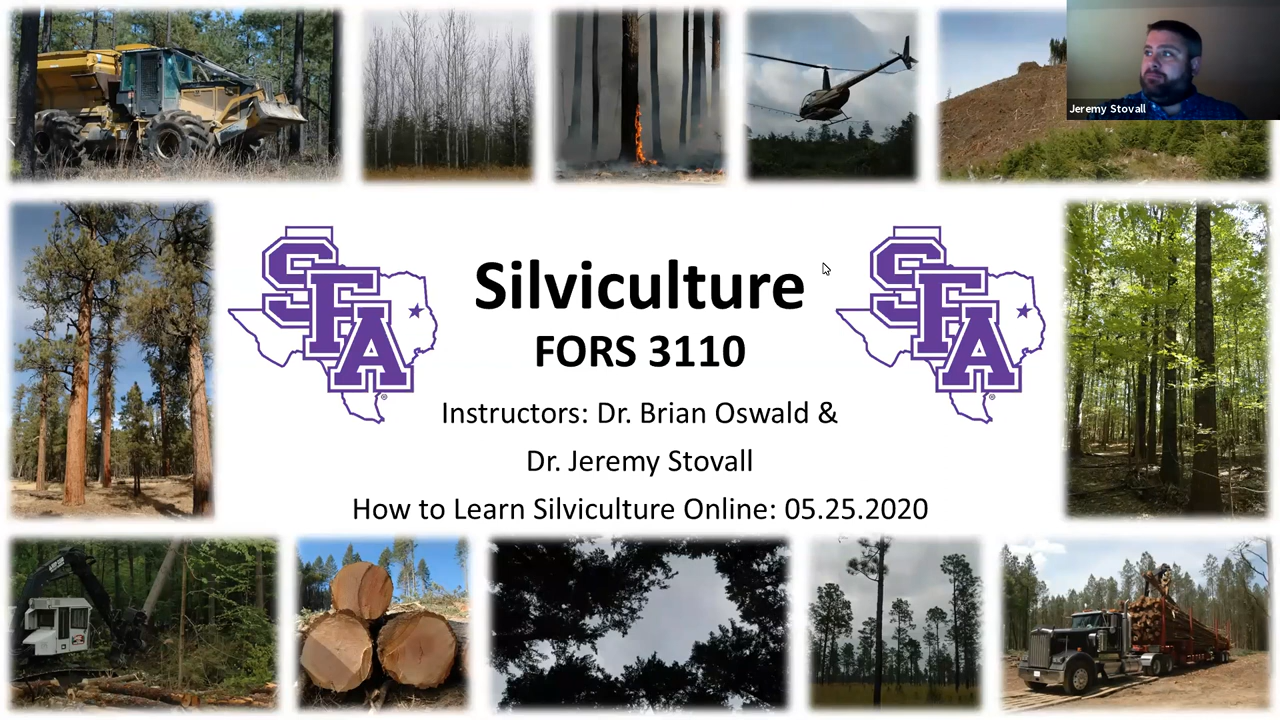 Jeremy Stovall
SFA
SFA
®
®
Silviculture
FORS 3110
Instructors: Dr. Brian Oswald &
Dr. Jeremy Stovall
How to Learn Silviculture Online: 05.25.2020